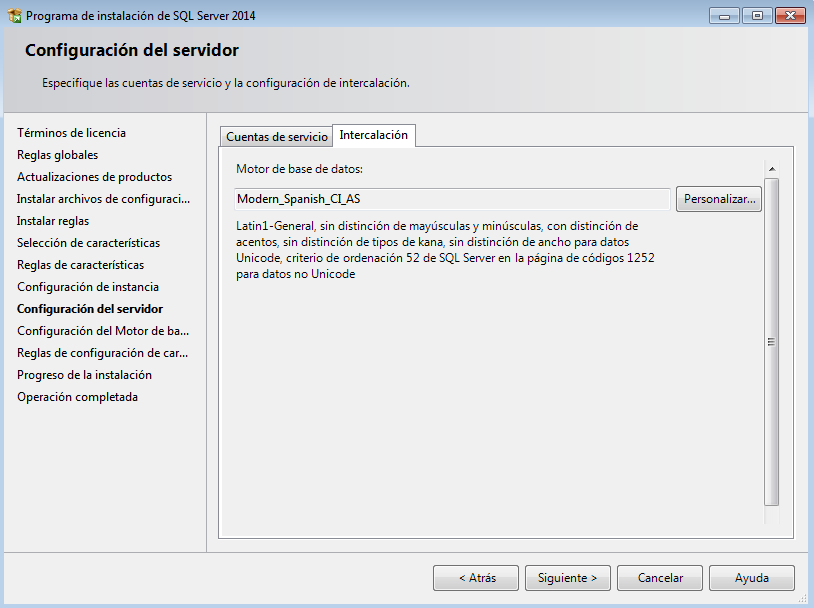 Programa de instalación de SQL Server 2014
Configuración del servidor
Especifique las cuentas de servicio y la configuración de intercalación.
Términos de licencia
Reglas globales
Actualizaciones de productos
Instalar archivos de configuraci...
Instalar reglas
Selección de características
Reglas de características
Configuración de instancia
Configuración del servidor
Configuración del Motor de ba...
Reglas de configuración de car...
Progreso de la instalación
Operación completada
Cuentas de servicio
Intercalación
Motor de base de datos:
Modern_Spanish_CI_AS
Personalizar...
Latin1-General, sin distinción de mayúsculas y minúsculas, con distinción de
acentos, sin distinción de tipos de kana, sin distinción de ancho para datos
Unicode, criterio de ordenación 52 de SQL Server en la página de códigos 1252
para datos no Unicode
< Atrás
Siguiente >
Cancelar
Ayuda